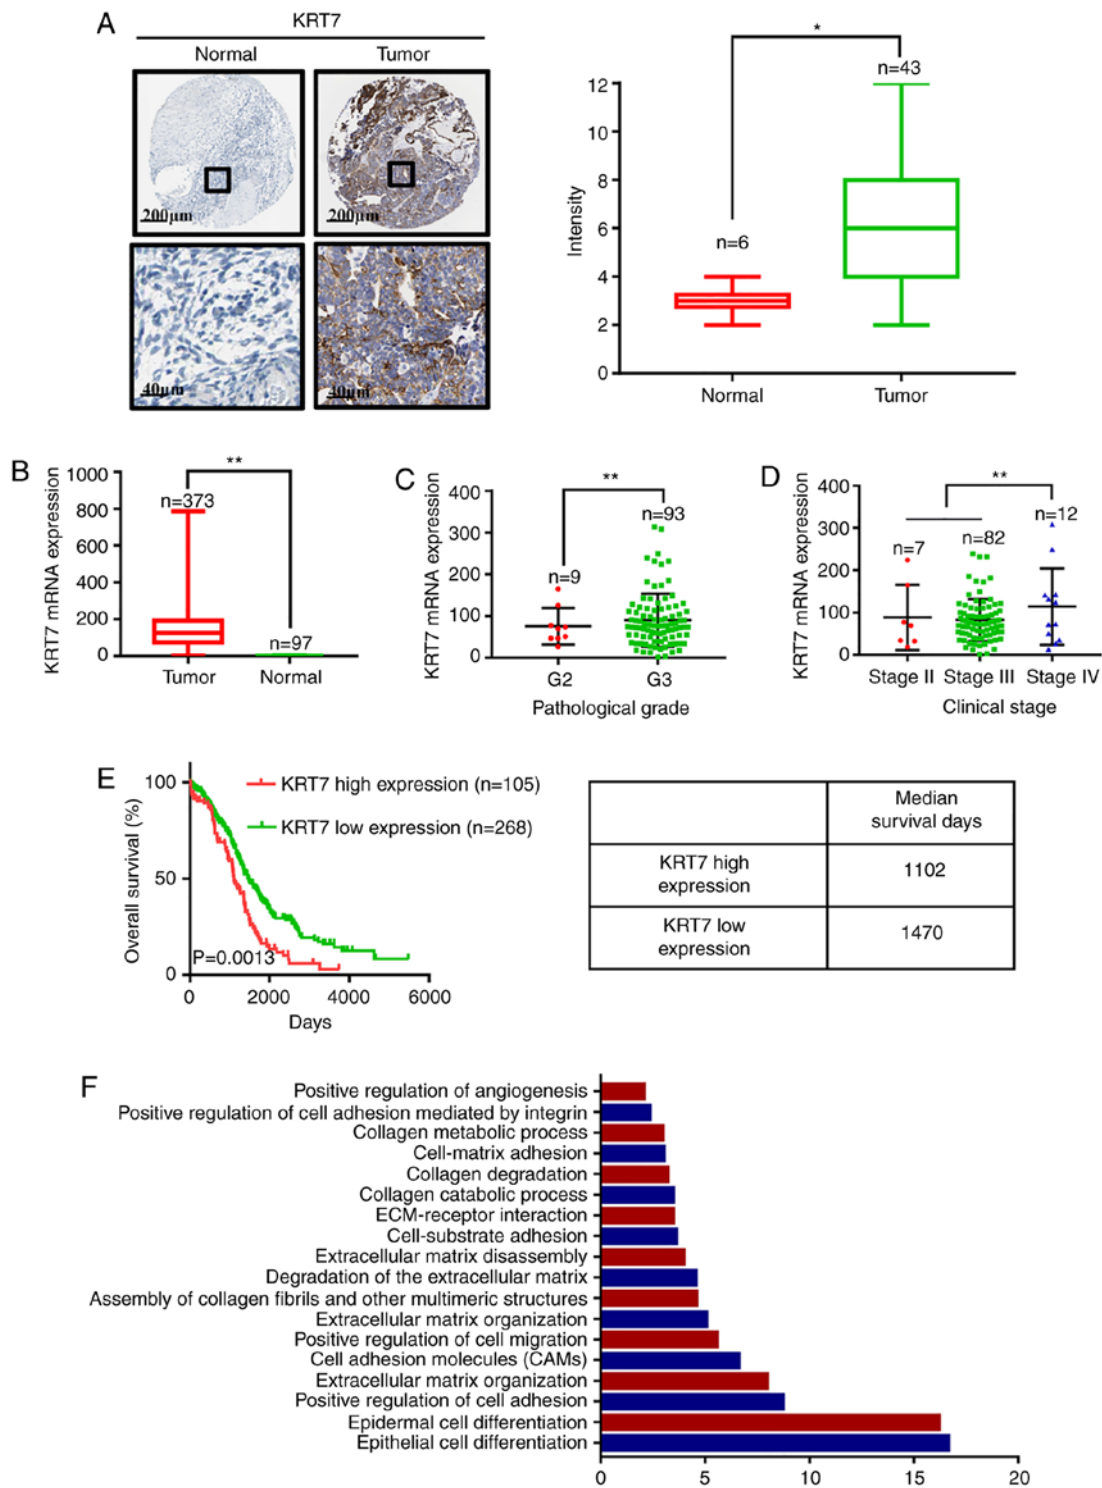 A
KRT7
Normal
Tumor
200μm
200μm
40μm
40μm
*
n=43
n=6
Intensity
12
10
8
6
4
2
0
Normal
Tumor
B
KRT7 mRNA expression
1000
800
600
400
200
0
**
n=373
n=97
Tumor
Normal
C
KRT7 mRNA expression
400
300
200
100
0
**
n=93
n=9
G2
G3
Pathological grade
D
KRT7 mRNA expression
400
300
200
100
0
**
n=12
n=82
n=7
Stage II
Stage III
Stage IV
Clinical stage
E
Overall survival (%)
100
50
0
KRT7 high expression (n=105)
KRT7 low expression (n=268)
P=0.0013
0
2000
4000
6000
Days
Median
survival days
KRT7 high
expression
1102
KRT7 low
expression
1470
F
Positive regulation of angiogenesis
Positive regulation of cell adhesion mediated by integrin
Collagen metabolic process
Cell-matrix adhesion
Collagen degradation
Collagen catabolic process
ECM-receptor interaction
Cell-substrate adhesion
Extracellular matrix disassembly
Degradation of the extracellular matrix
Assembly of collagen fibrils and other multimeric structures
Extracellular matrix organization
Positive regulation of cell migration
Cell adhesion molecules (CAMs)
Extracellular matrix organization
Positive regulation of cell adhesion
Epidermal cell differentiation
Epithelial cell differentiation
0
5
10
15
20